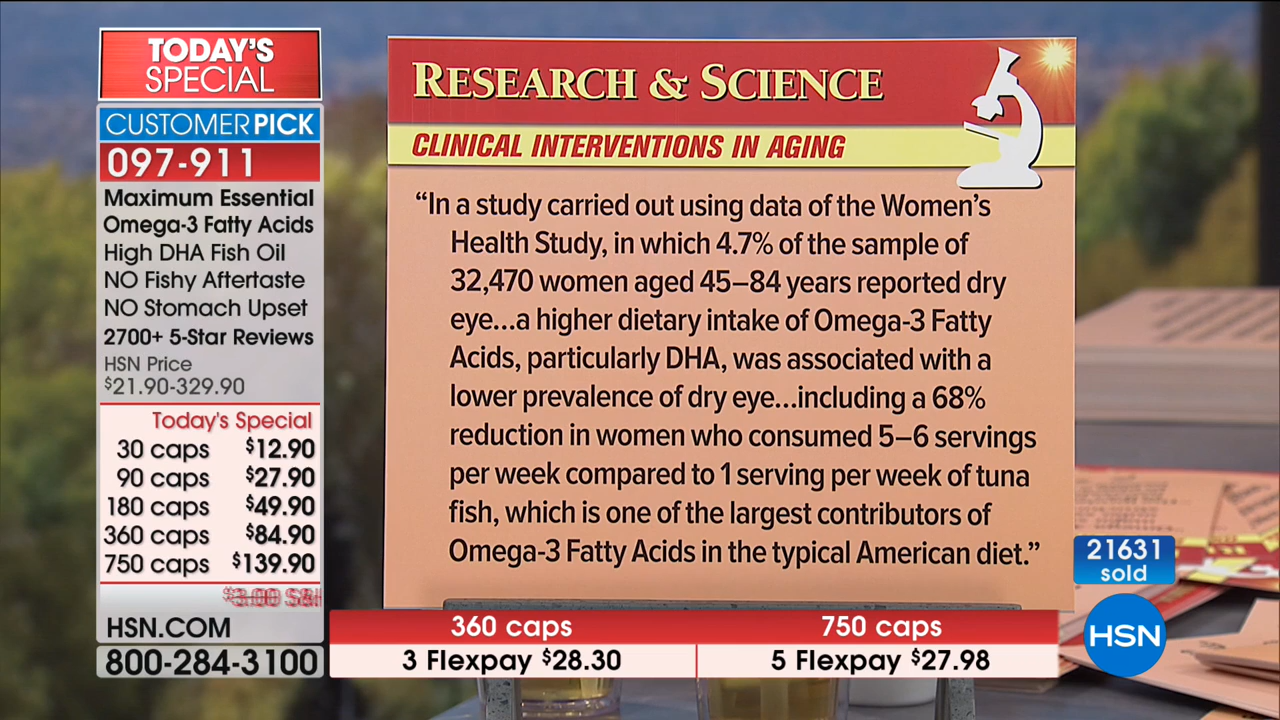 TODAY'S
SPECIAL
CUSTOMER PICK
097-911
Maximum Essential
Omega-3 Fatty Acids
High DHA Fish Oil
NO Fishy Aftertaste
NO Stomach Upset
2700+ 5-Star Reviews
HSN Price
$21.90-329.90
Today's Special
30 caps $12.90
90 caps $27.90
180 caps $49.90
360 caps $84.90
750 caps $139.90
HSN.COM
800-284-3100
RESEARCH & SCIENCE
CLINICAL INTERVENTIONS IN AGING
“In a study carried out using data of the Women’s
Health Study, in which 4.7% of the sample of
32,470 women aged 45–84 years reported dry
eye...a higher dietary intake of Omega-3 Fatty
Acids, particularly DHA, was associated with a
lower prevalence of dry eye...including a 68%
reduction in women who consumed 5–6 servings
per week compared to 1 serving per week of tuna
fish, which is one of the largest contributors of
Omega-3 Fatty Acids in the typical American diet.”
21631
sold
HSN
360 caps 750 caps
3 Flexpay $28.30 5 Flexpay $27.98